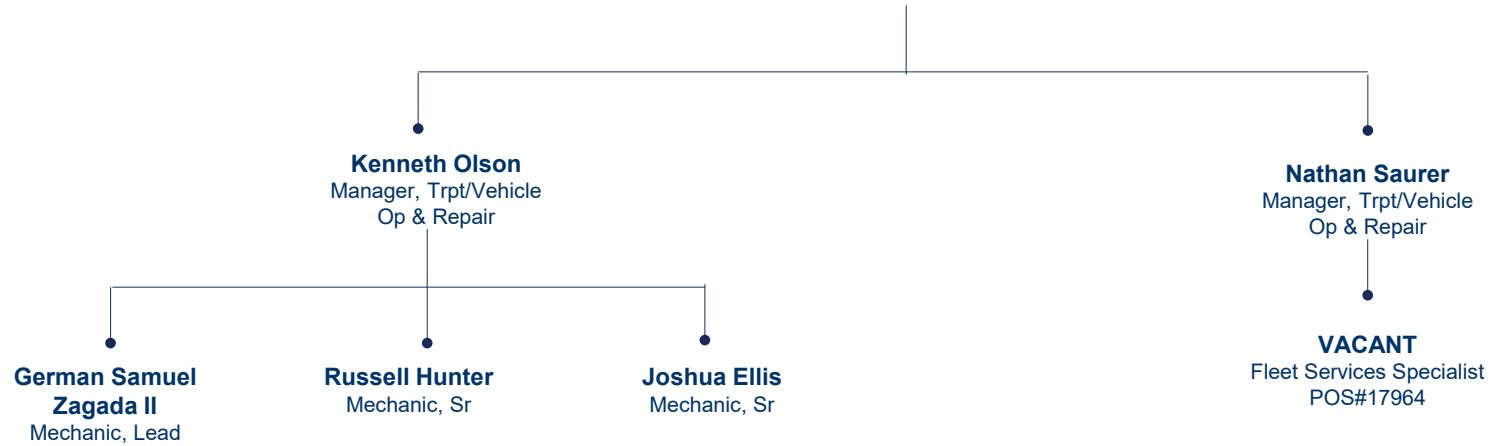 Kenneth Olson
Manager, Trpt/Vehicle
Op & Repair
Nathan Saurer
Manager, Trpt/Vehicle
Op & Repair
German Samuel
Zagada II
Mechanic, Lead
Russell Hunter
Mechanic, Sr
Joshua Ellis
Mechanic, Sr
VACANT
Fleet Services Specialist
POS#17964